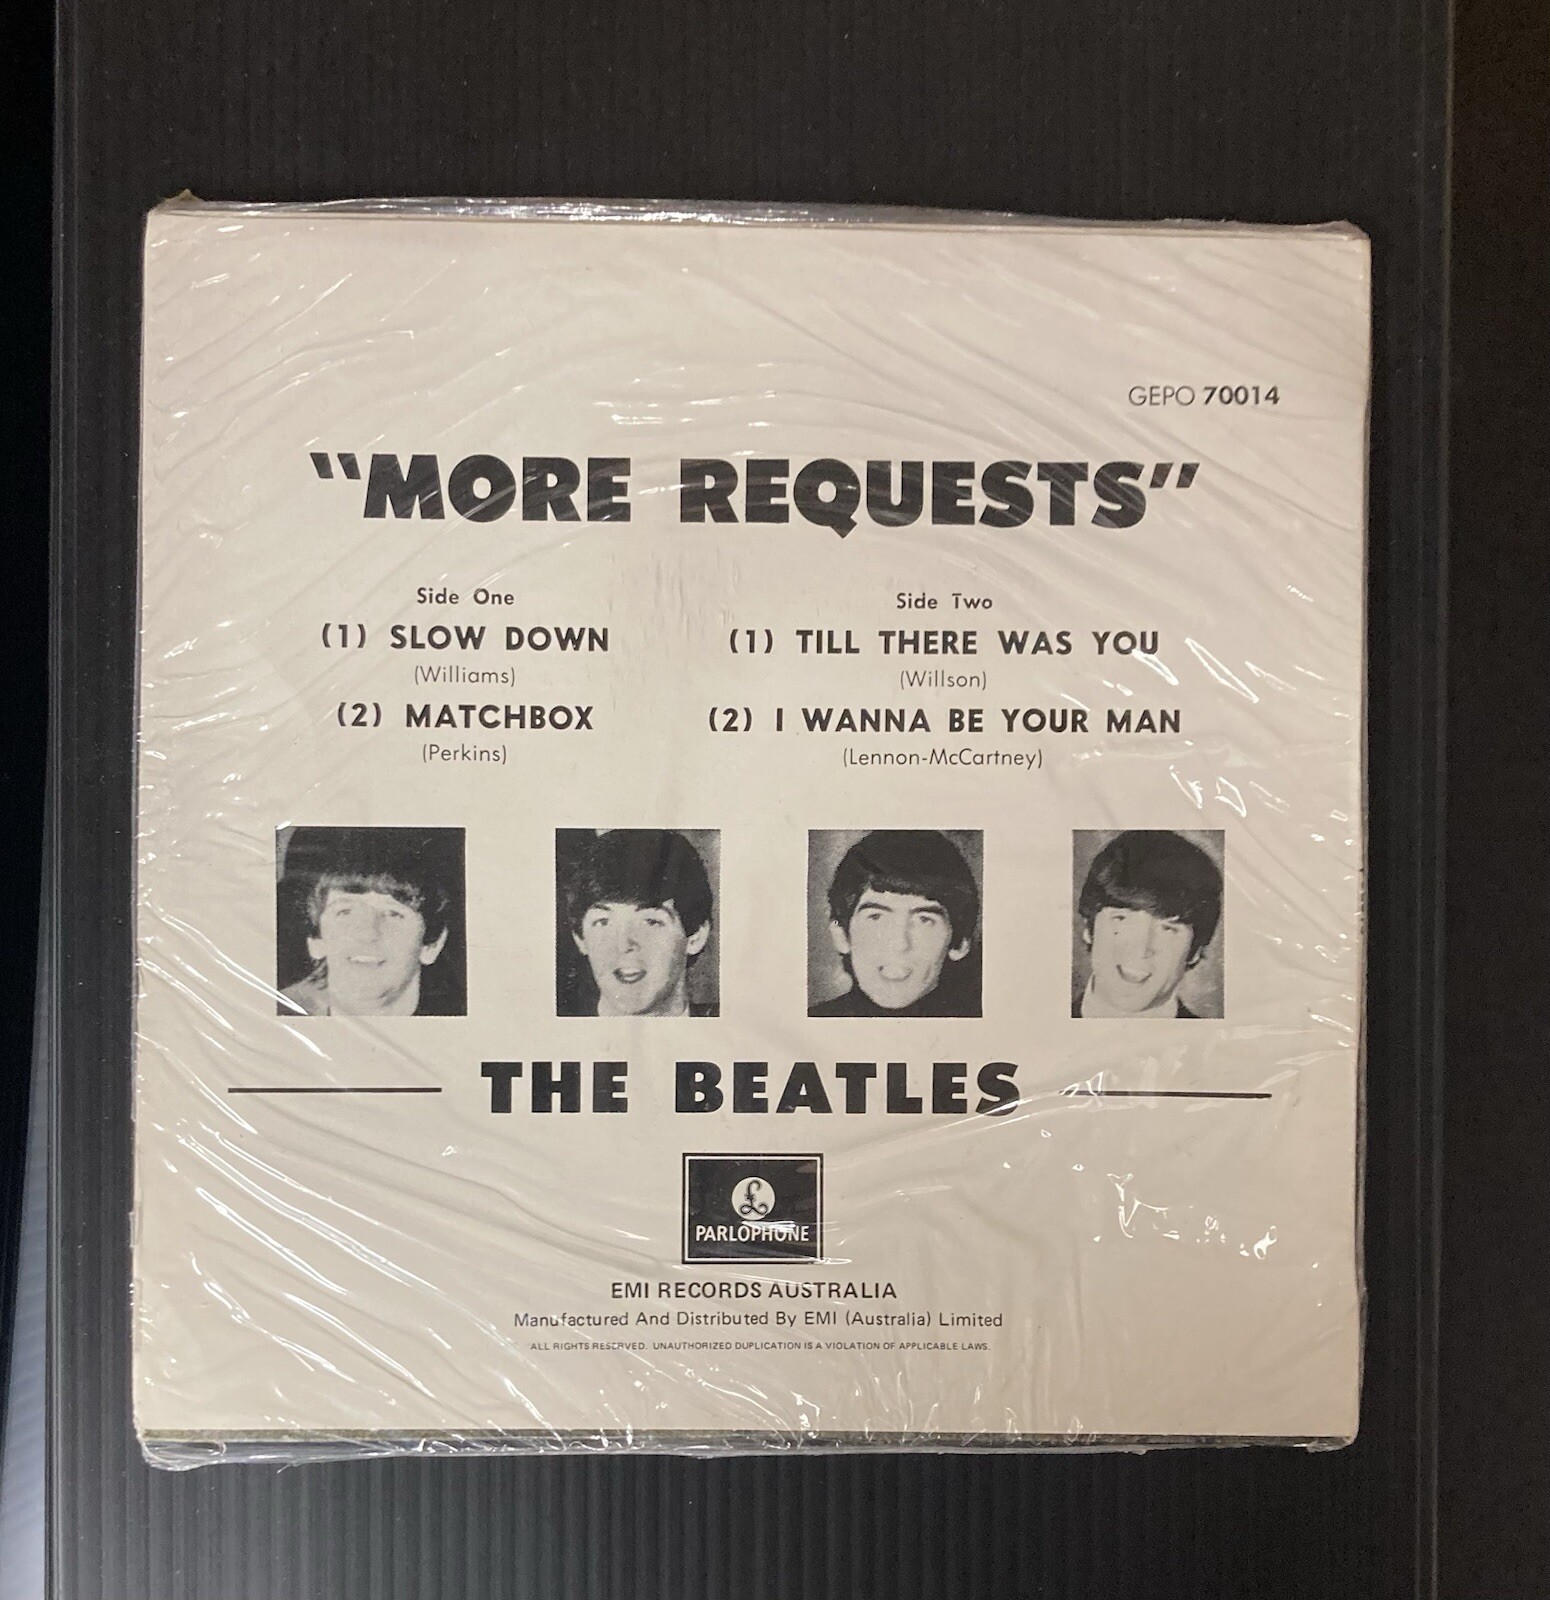 GEPO 70014
"MORE REQUESTS"
Side One
(1) SLOW DOWN
(Williams)
(2) MATCHBOX
(Perkins)
Side Two
(1) TILL THERE WAS YOU
(Willson)
(2) I WANNA BE YOUR MAN
(Lennon-McCartney)
THE BEATLES
£
PARLOPHONE
EMI RECORDS AUSTRALIA
Manufactured And Distributed By EMI (Australia) Limited
ALL RIGHTS RESERVED. UNAUTHORIZED DUPLICATION IS A VIOLATION OF APPLICABLE LAWS.